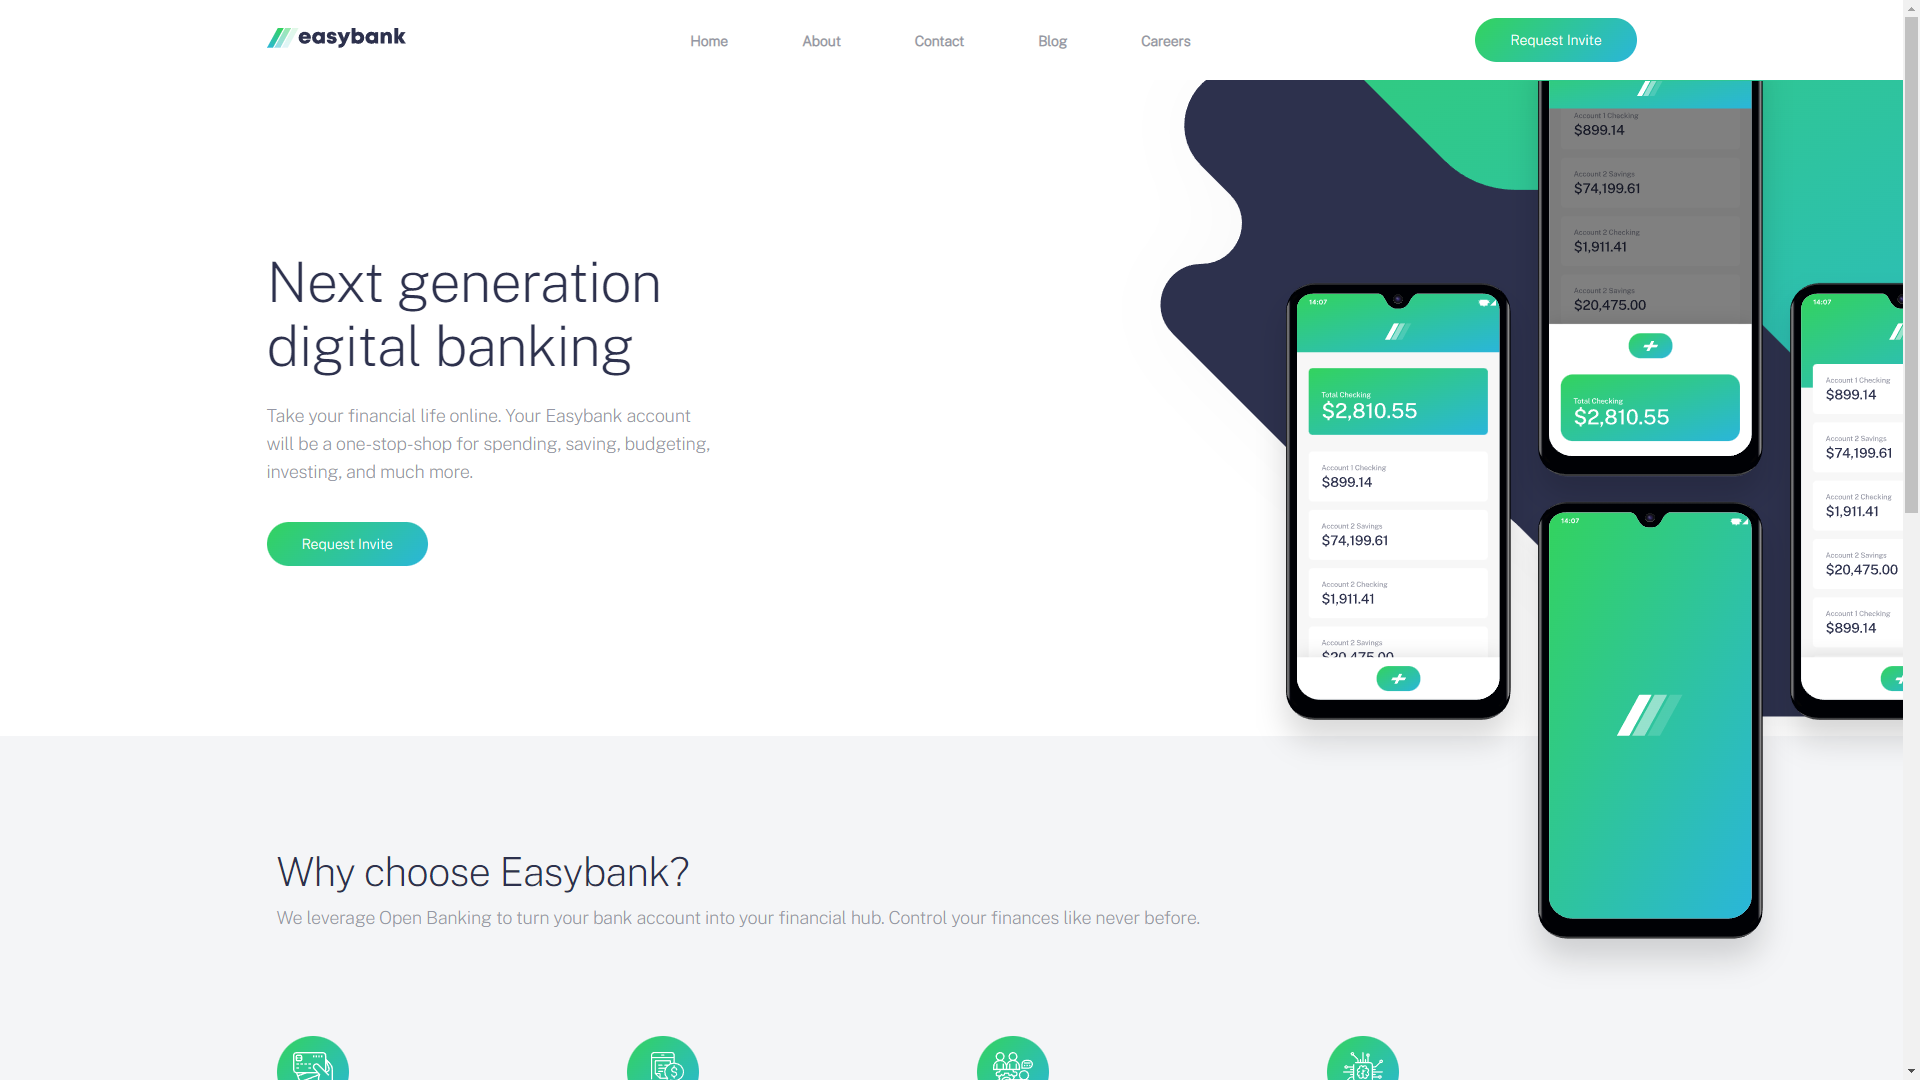 easybank
Home
About
Contact
Blog
Careers
Request Invite
Next generation
digital banking
Take your financial life online. Your Easybank account
will be a one-stop-shop for spending, saving, budgeting,
investing, and much more.
Request Invite
Account 1 Checking
$899.14
Account 2 Savings
$74,199.61
Account 2 Checking
$1,911.41
Account 2 Savings
$20,475.00
Total Checking
$2,810.55
14:07
Total Checking
$2,810.55
Account 1 Checking
$899.14
Account 2 Savings
$74,199.61
Account 2 Checking
$1,911.41
Account 2 Savings
$20,475.00
14:07
Account 1 Checking
$899.14
Account 2 Savings
$74,199.61
Account 2 Checking
$1,911.41
Account 2 Savings
$20,475.00
Account 1 Checking
$899.14
14:07
Why choose Easybank?
We leverage Open Banking to turn your bank account into your financial hub. Control your finances like never before.